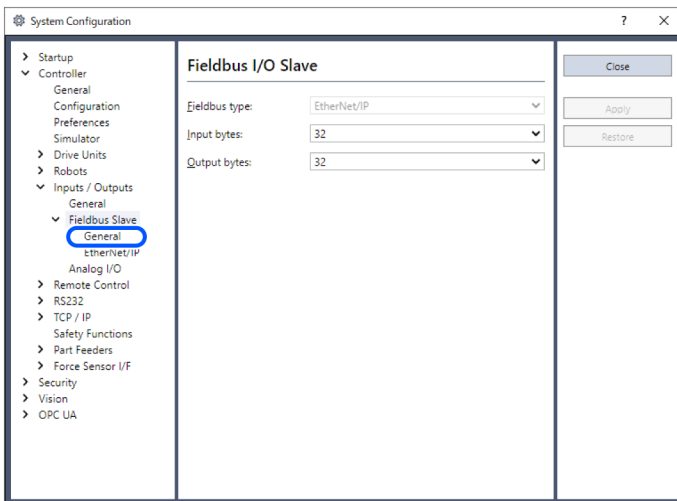 System Configuration
?
Startup
Controller
General
Configuration
Preferences
Simulator
Drive Units
Robots
Inputs / Outputs
General
Fieldbus Slave
General
EtherNet/IP
Analog I/O
Remote Control
RS232
TCP / IP
Safety Functions
Part Feeders
Force Sensor I/F
Security
Vision
OPC UA
Fieldbus I/O Slave
Fieldbus type: EtherNet/IP
Input bytes: 32
Output bytes: 32
Close
Apply
Restore